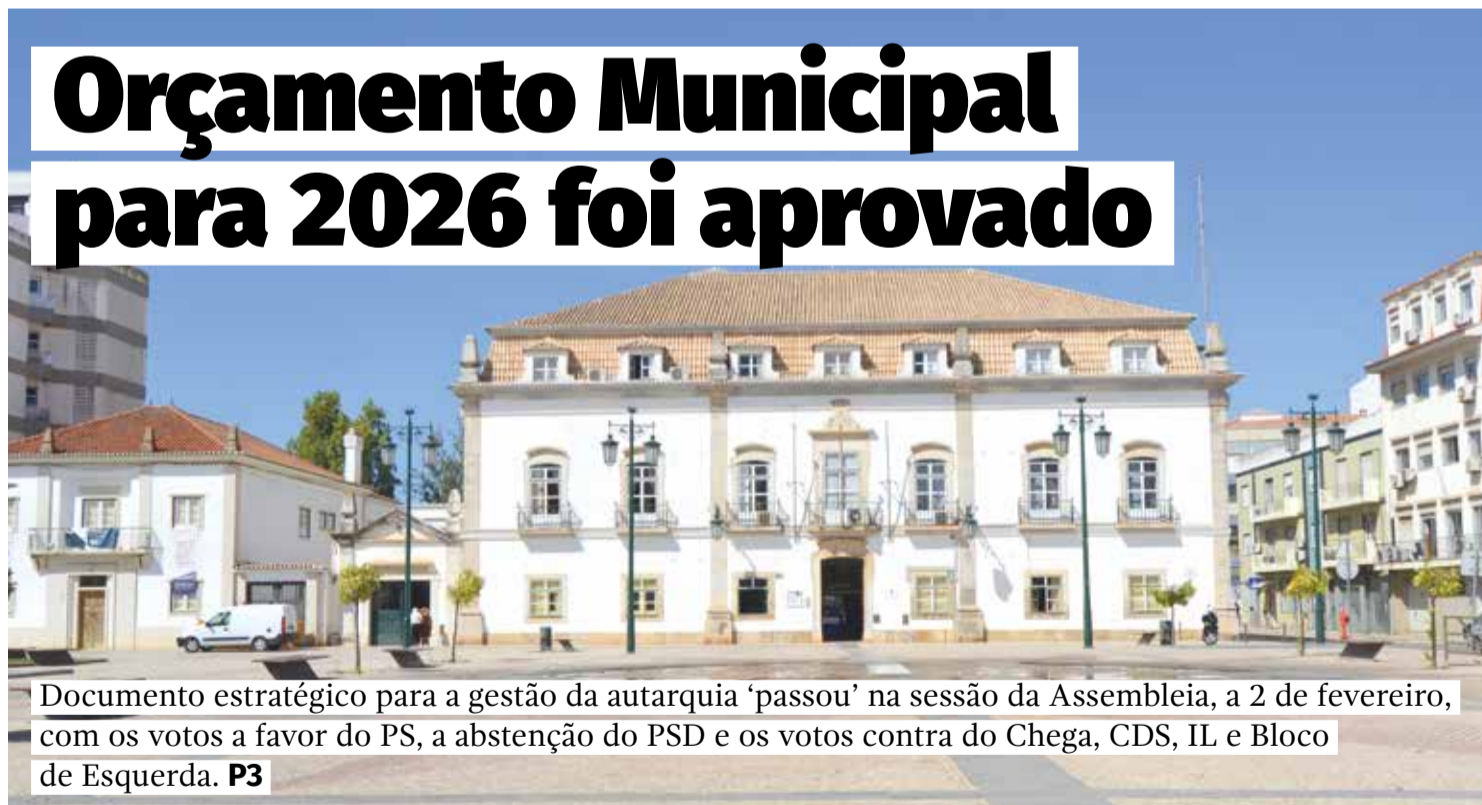 Orçamento Municipal
para 2026 foi aprovado
Documento estratégico para a gestão da autarquia ‘passou’ na sessão da Assembleia, a 2 de fevereiro,
com os votos a favor do PS, a abstenção do PSD e os votos contra do Chega, CDS, IL e Bloco
de Esquerda. P3